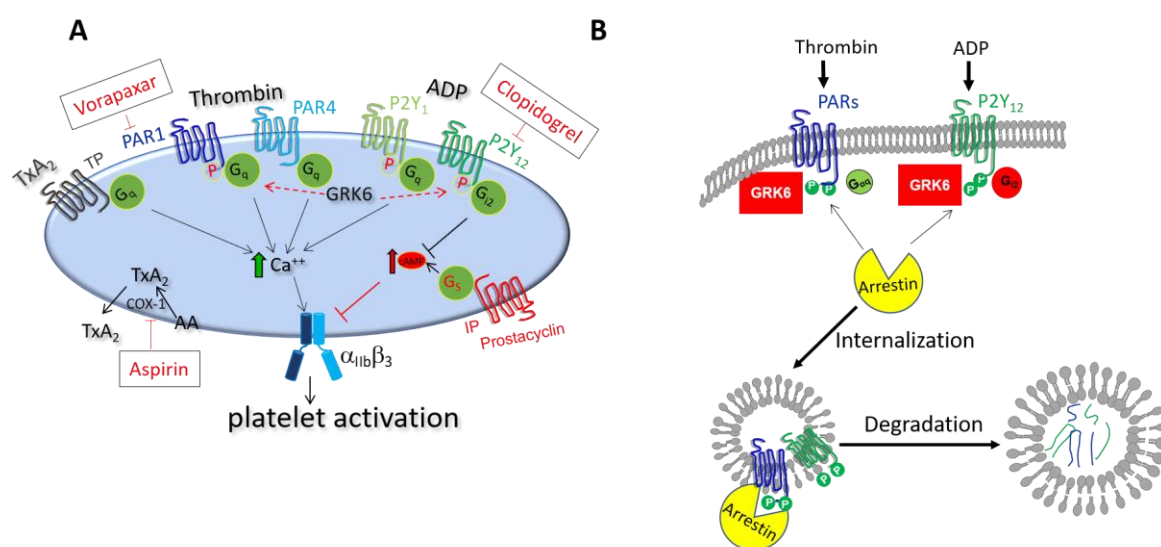 A
Vorapaxar
Thrombin
ADP
Clopidogrel
PAR1
PAR4
P2Y₁
P2Y₁₂
TxA₂
TP
P
P
P
Gq
Gq
Gq
Gq
Gi2
GRK6
Ca⁺⁺
cAMP
GS
IP
Prostacyclin
TxA₂
COX-1
TxA₂
AA
Aspirin
αIIbβ₃
platelet activation
B
Thrombin
ADP
PARs
P2Y₁₂
GRK6
P
P
Gαq
GRK6
P
P
Gi2
Arrestin
Internalization
Degradation
P
P
P
P
Arrestin